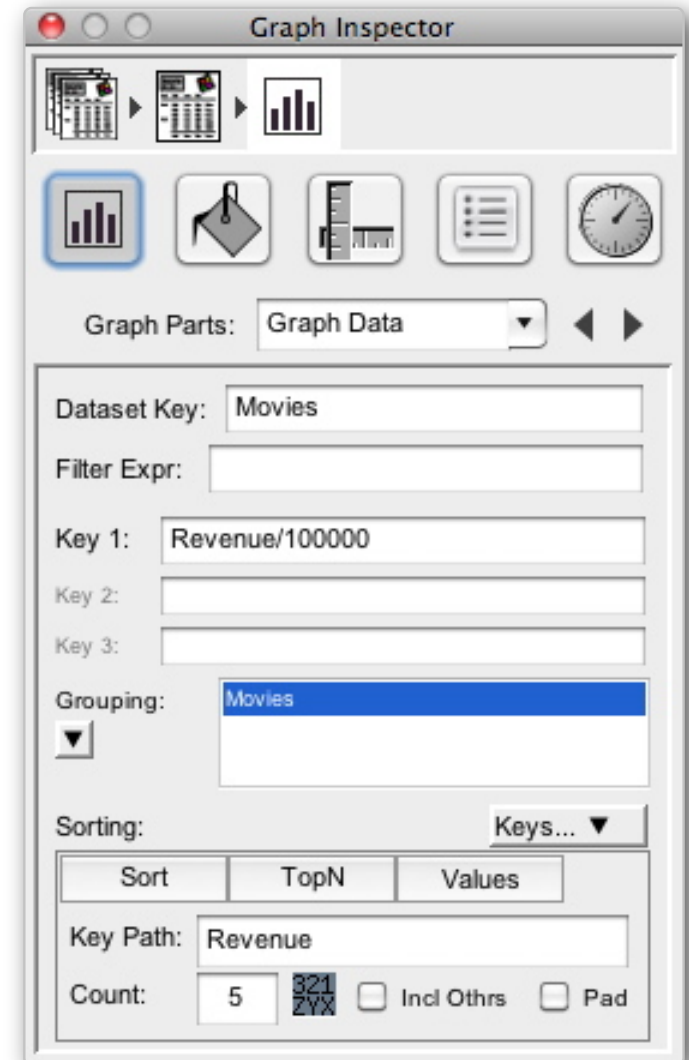 Graph Inspector
Graph Parts: Graph Data
Dataset Key: Movies
Filter Expr:
Key 1: Revenue/100000
Key 2:
Key 3:
Grouping: Movies
Sorting: Keys...
Sort TopN Values
Key Path: Revenue
Count: 5 321 Incl Othrs Pad
ZYX